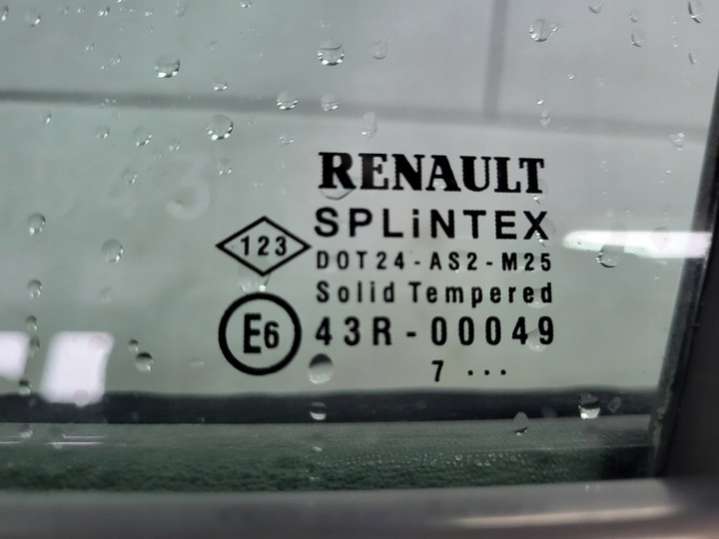 RENAULT
SPLiNTEX
123
DOT24-AS2-M25
Solid Tempered
E6
43R-00049
7 ...